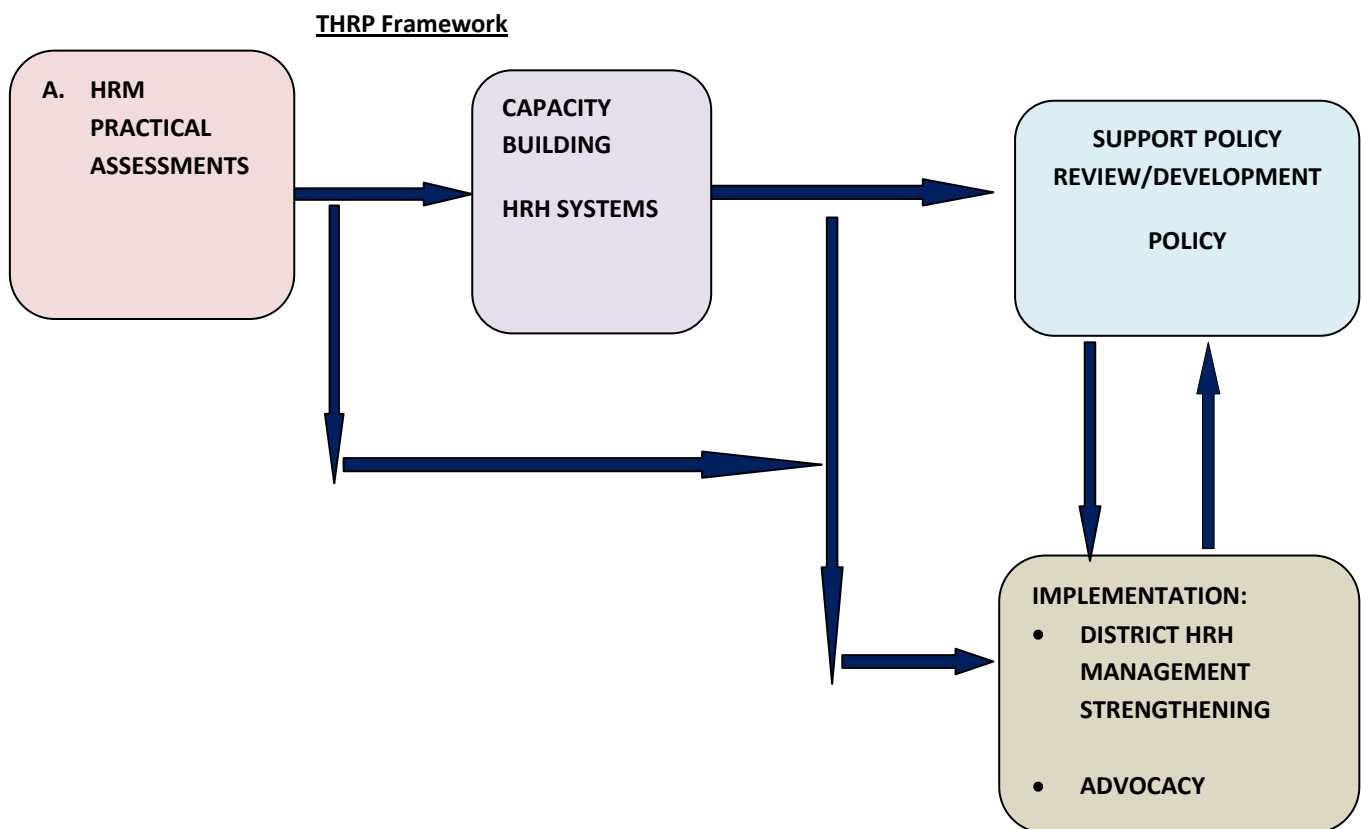 THRP Framework
A. HRM
PRACTICAL
ASSESSMENTS
CAPACITY
BUILDING
HRH SYSTEMS
SUPPORT POLICY
REVIEW/DEVELOPMENT
POLICY
IMPLEMENTATION:
• DISTRICT HRH
MANAGEMENT
STRENGTHENING
• ADVOCACY